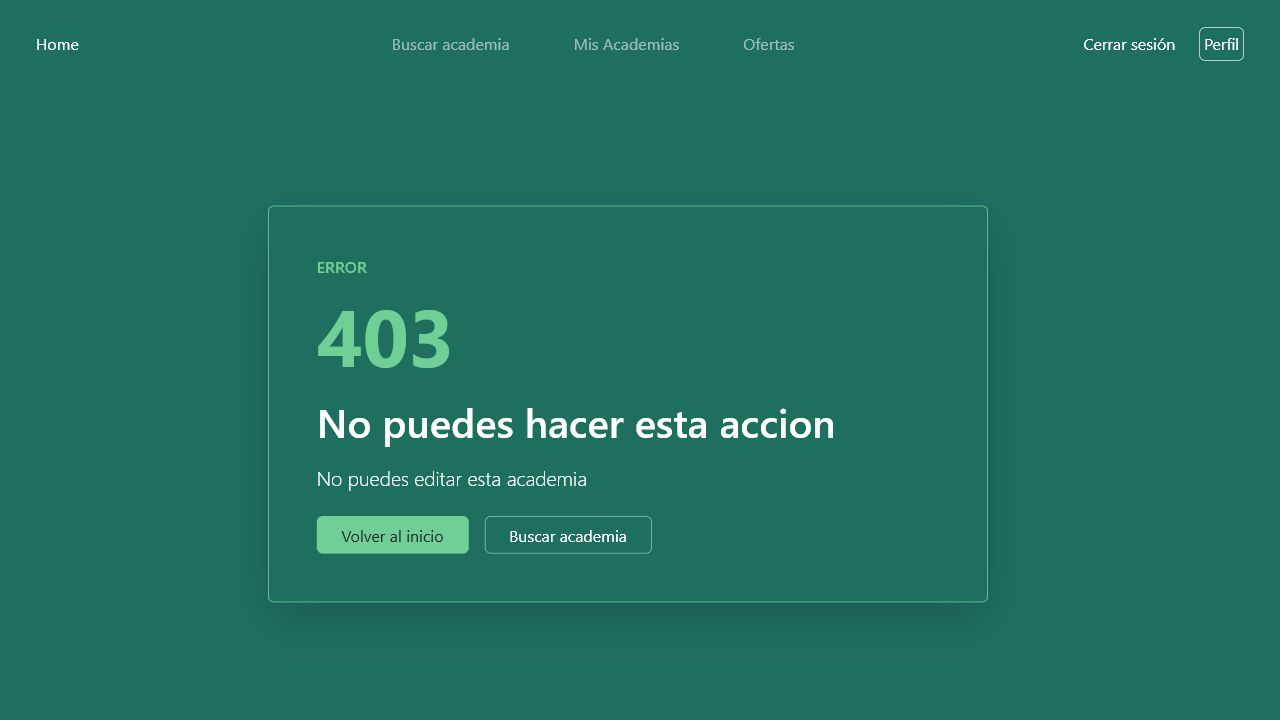 Home
Buscar academia
Mis Academias
Ofertas
Cerrar sesión
Perfil
ERROR
403
No puedes hacer esta accion
No puedes editar esta academia
Volver al inicio
Buscar academia